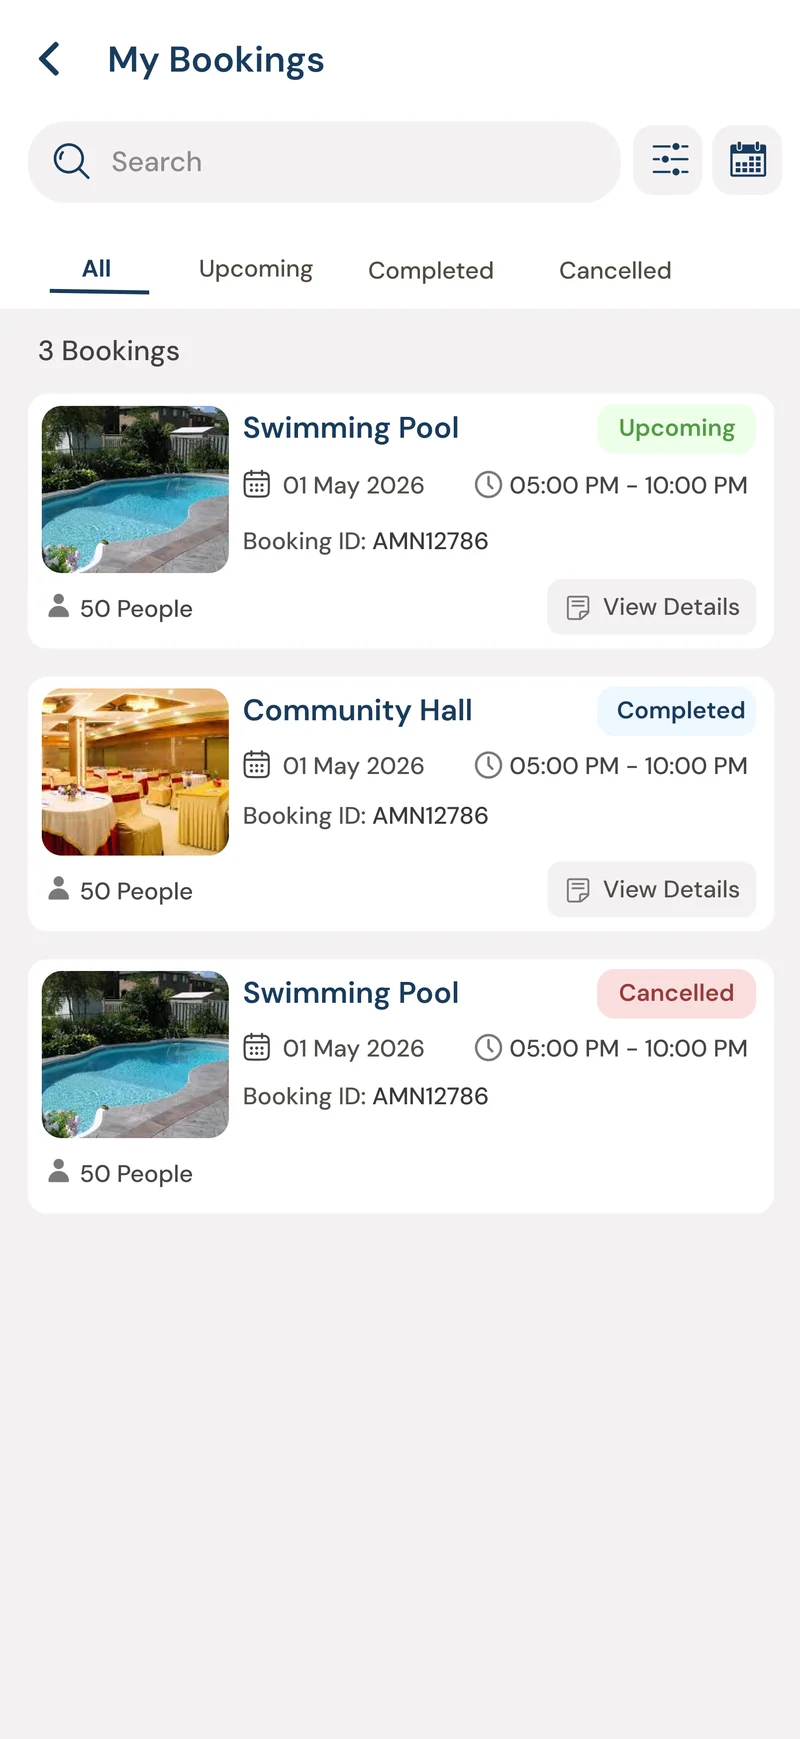 My Bookings
Search
All Upcoming Completed Cancelled
3 Bookings
Swimming Pool Upcoming
01 May 2026 05:00 PM - 10:00 PM
Booking ID: AMN12786
50 People View Details
Community Hall Completed
01 May 2026 05:00 PM - 10:00 PM
Booking ID: AMN12786
50 People View Details
Swimming Pool Cancelled
01 May 2026 05:00 PM - 10:00 PM
Booking ID: AMN12786
50 People